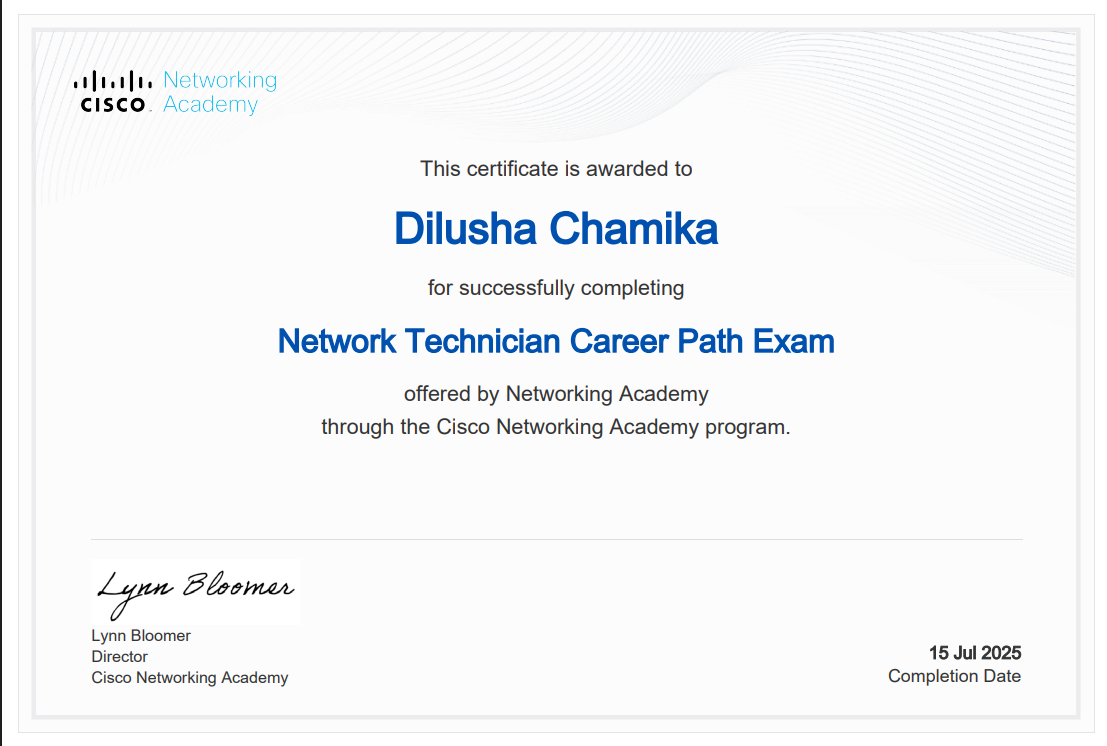 CISCO Networking Academy
This certificate is awarded to
Dilusha Chamika
for successfully completing
Network Technician Career Path Exam
offered by Networking Academy
through the Cisco Networking Academy program.
Lynn Bloomer
Lynn Bloomer
Director
Cisco Networking Academy
15 Jul 2025
Completion Date